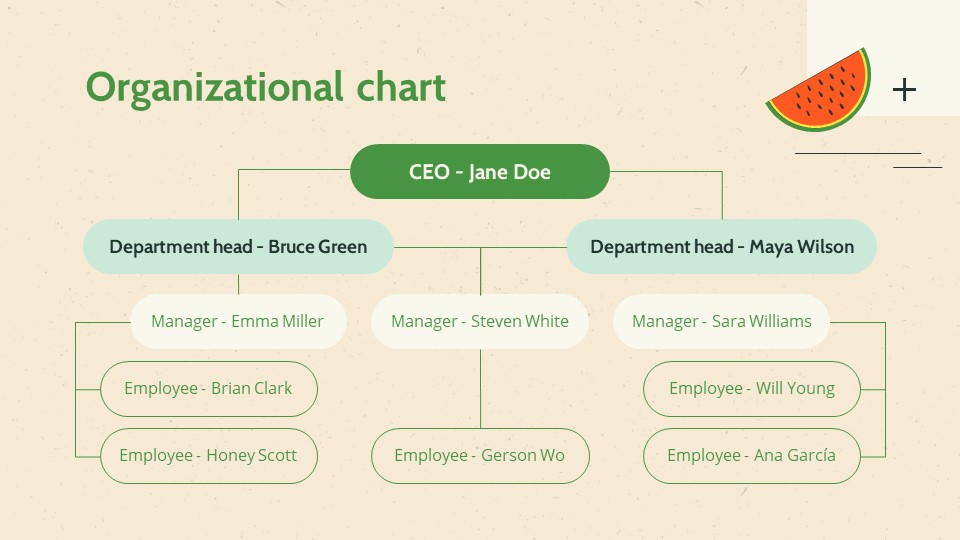 Organizational chart
CEO - Jane Doe
Department head - Bruce Green
Department head - Maya Wilson
Manager - Emma Miller
Manager - Steven White
Manager - Sara Williams
Employee - Brian Clark
Employee - Will Young
Employee - Honey Scott
Employee - Gerson Wo
Employee - Ana García